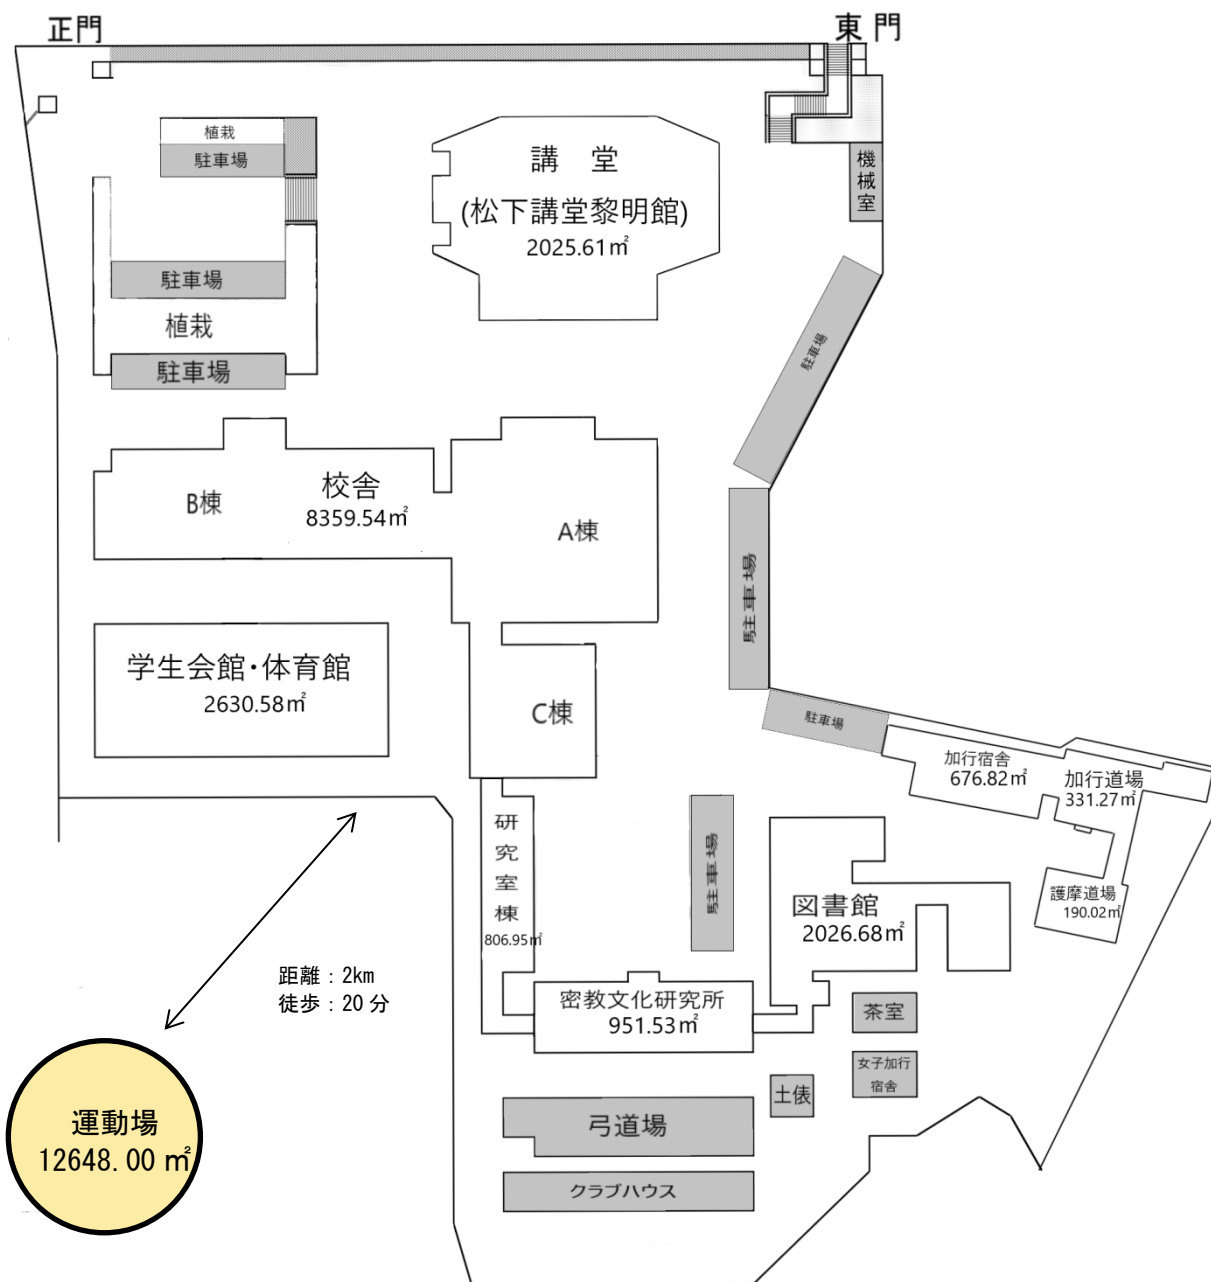 正門
東門
植栽
駐車場
講 堂
(松下講堂黎明館)
2025.61㎡
機械室
駐車場
植栽
駐車場
駐車場
B棟
校舎
8359.54㎡
A棟
駐車場
学生会館・体育館
2630.58㎡
C棟
駐車場
加行宿舎
676.82㎡
加行道場
331.27㎡
研究室棟
806.95㎡
駐車場
図書館
2026.68㎡
護摩道場
190.02㎡
距離：2km
徒歩：20分
密教文化研究所
951.53㎡
茶室
女子加行
宿舎
土俵
運動場
12648.00㎡
弓道場
クラブハウス